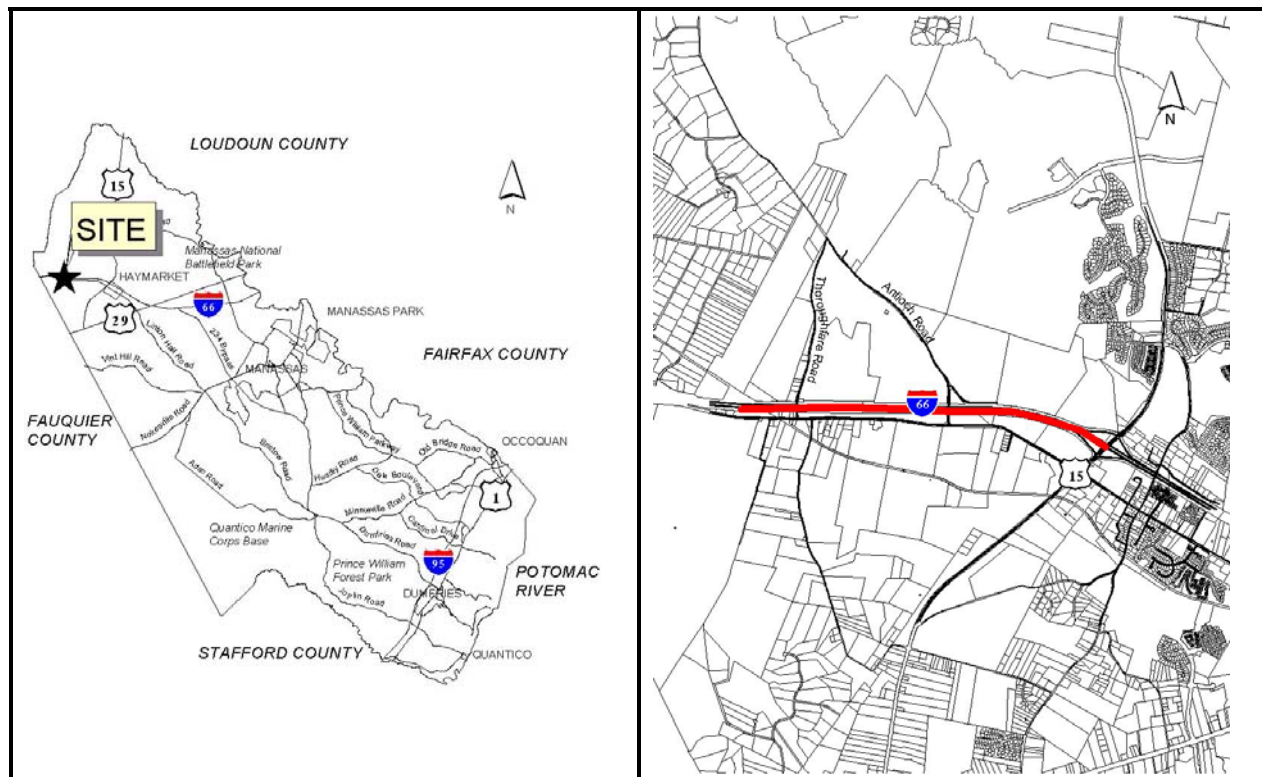 LOUDOUN COUNTY
15
N
SITE
Manassas National
Battlefield Park
HAYMARKET
66
29
MANASSAS PARK
Linton Hall Road
234 Bypass
FAIRFAX COUNTY
Vint Hill Road
MANASSAS
FAUQUIER
COUNTY
Nokesville Road
Prince William Parkway
OCCOQUAN
Old Bridge Road
Bristow Road
Hoadly Road
Aden Road
1
Minnieville Road
Cardinal Drive
Quantico Marine
Corps Base
Dumfries Road
Prince William
Forest Park
95
POTOMAC
RIVER
DUMFRIES
Joplin Road
STAFFORD COUNTY
QUANTICO
N
Antioch Road
Thoroughfare Road
66
15